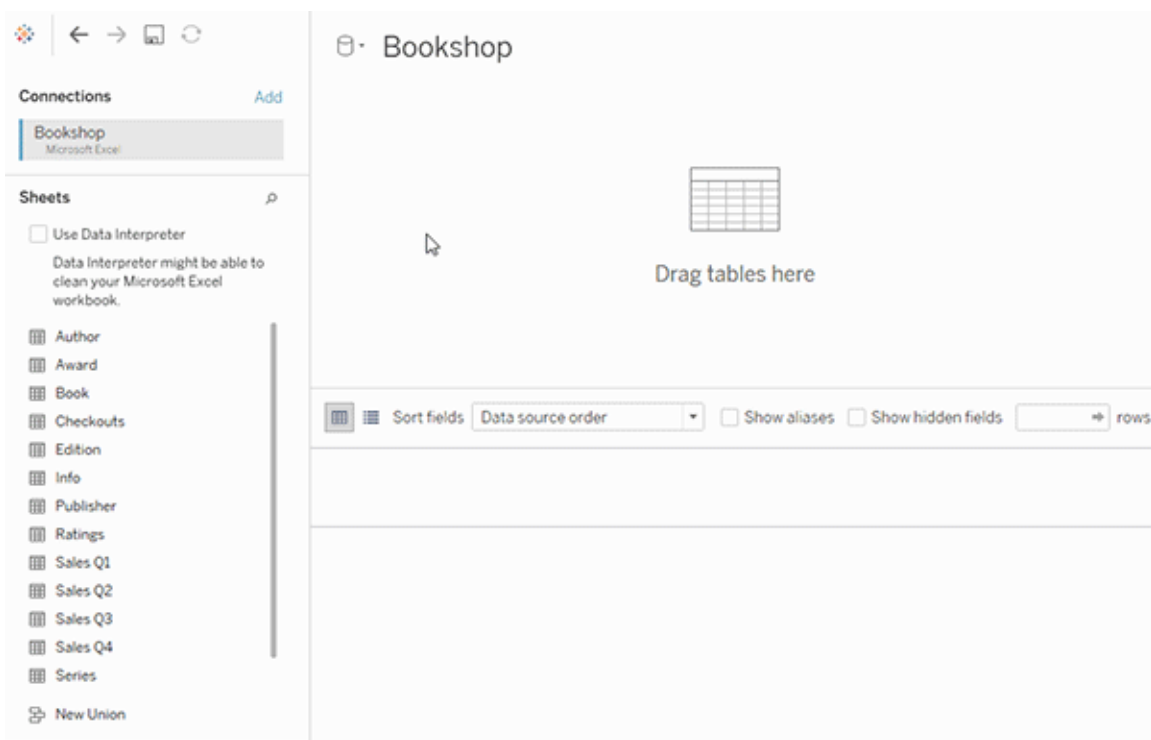 Bookshop
Connections
Add
Bookshop
Microsoft Excel
Sheets
Use Data Interpreter
Data Interpreter might be able to
clean your Microsoft Excel
workbook.
Author
Award
Book
Checkouts
Edition
Info
Publisher
Ratings
Sales Q1
Sales Q2
Sales Q3
Sales Q4
Series
New Union
Drag tables here
Sort fields Data source order Show aliases Show hidden fields rows